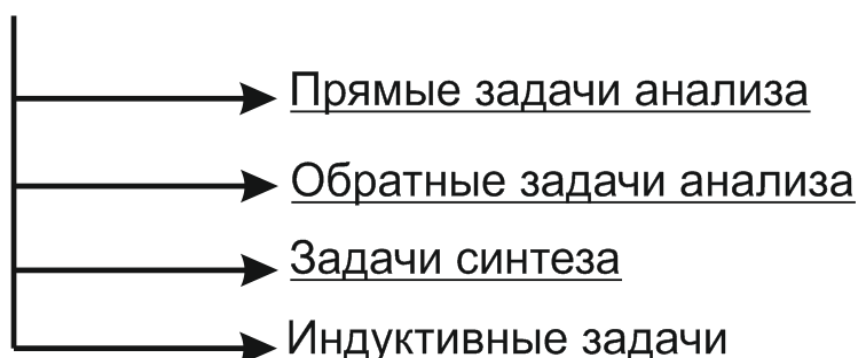 Прямые задачи анализа
Обратные задачи анализа
Задачи синтеза
Индуктивные задачи